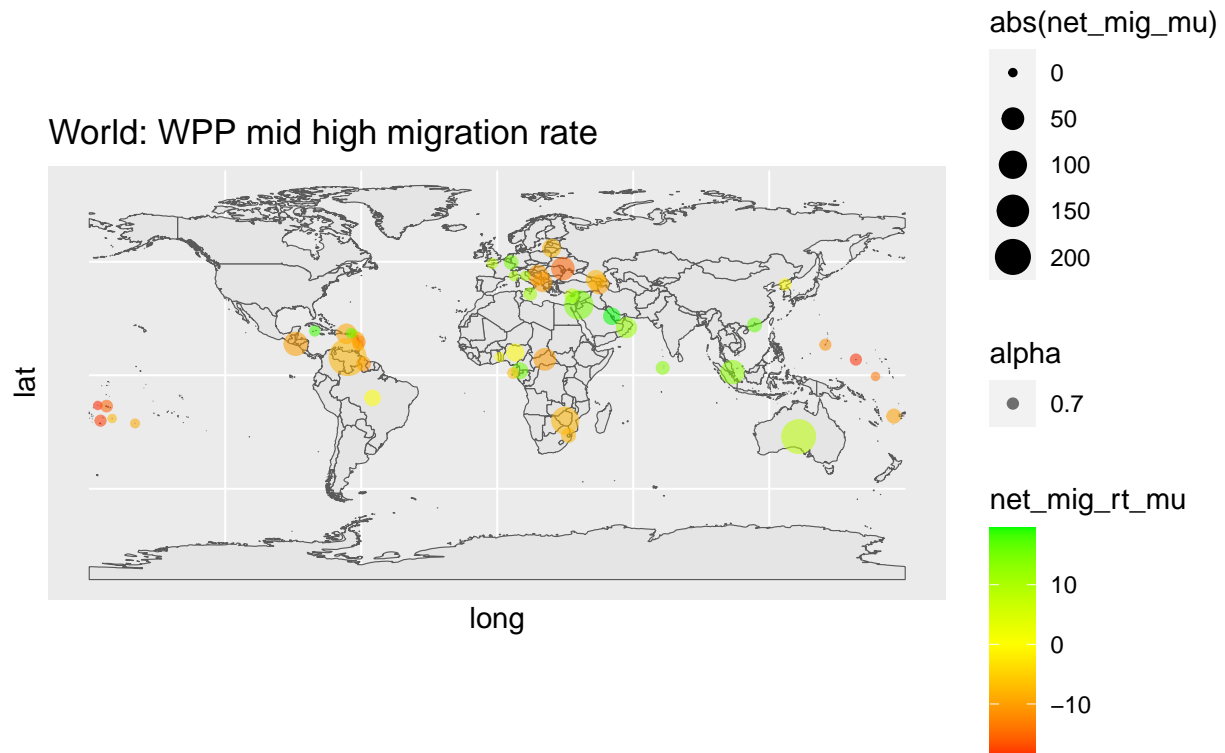 World: WPP mid high migration rate
lat
long
abs(net_mig_mu)
0
50
100
150
200
alpha
0.7
net_mig_rt_mu
10
0
−10